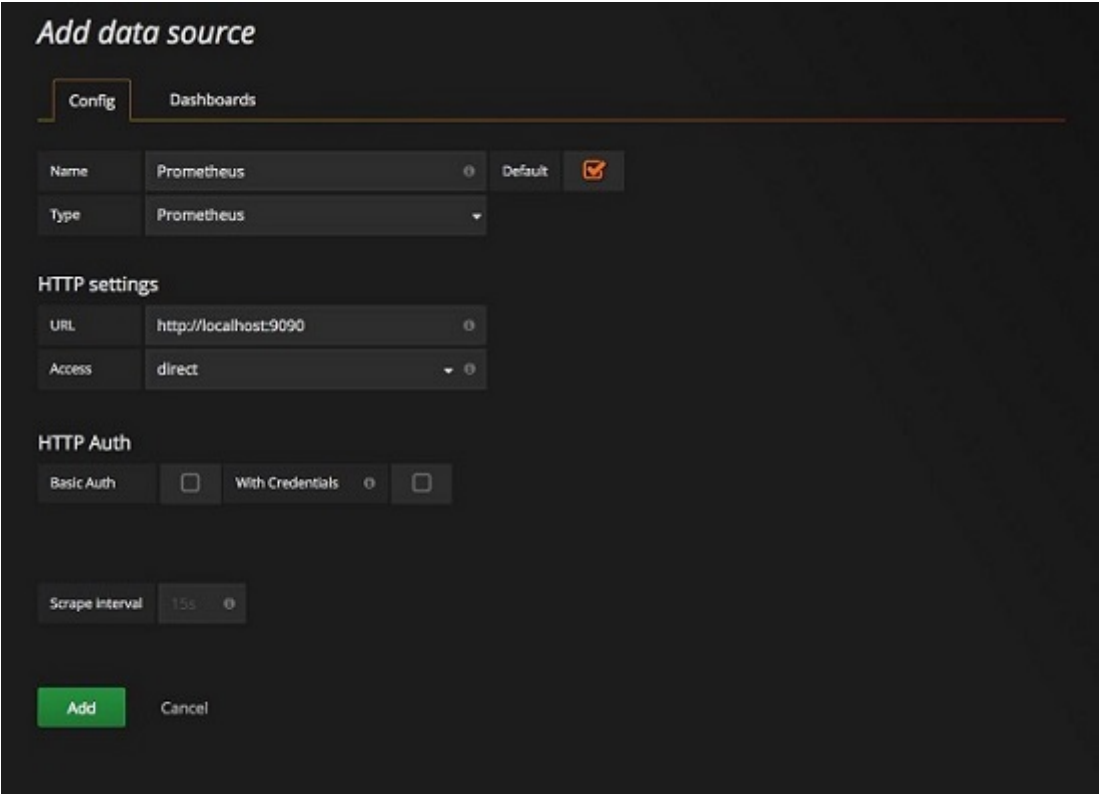 Add data source
Config Dashboards
Name Prometheus Default
Type Prometheus
HTTP settings
URL http://localhost:9090
Access direct
HTTP Auth
Basic Auth With Credentials
Scrape interval 15s
Add Cancel